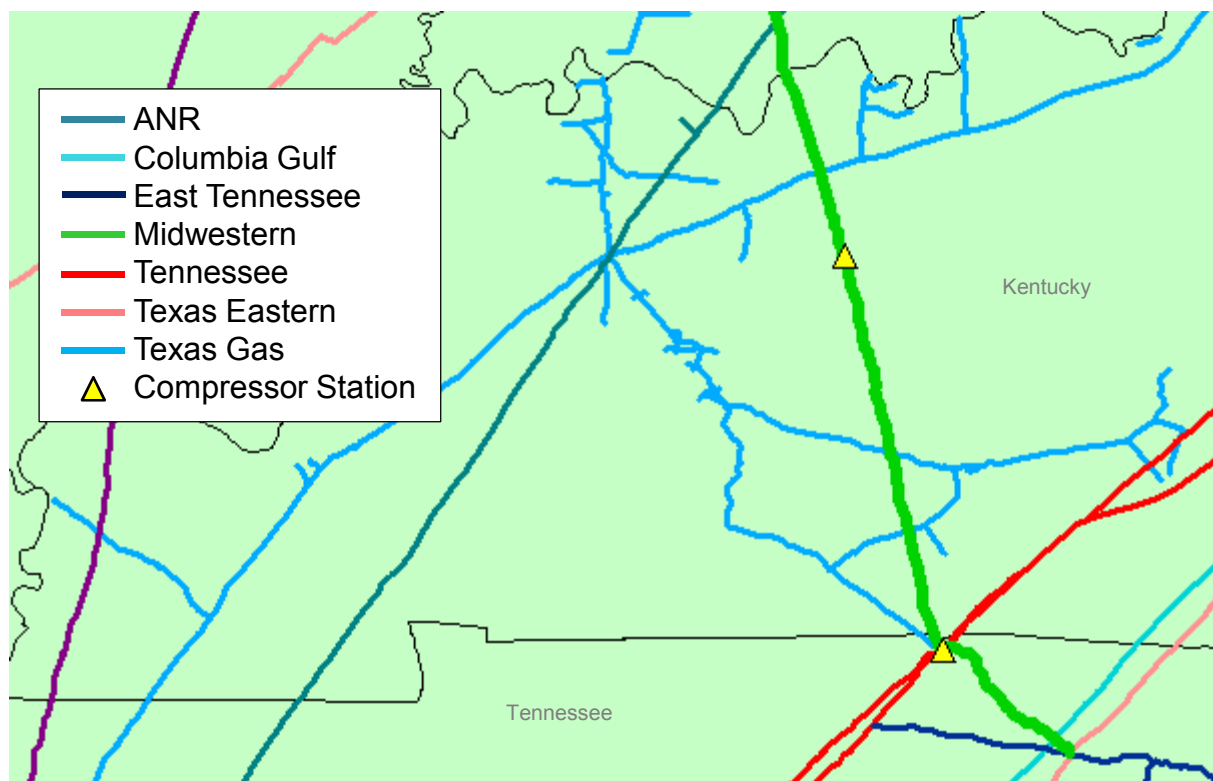 ANR
Columbia Gulf
East Tennessee
Midwestern
Tennessee
Texas Eastern
Texas Gas
Compressor Station
Kentucky
Tennessee